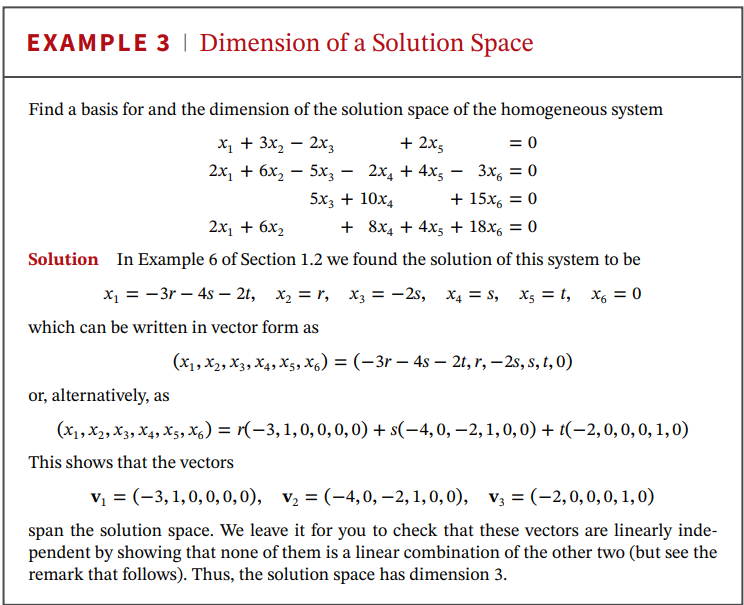 EXAMPLE 3 | Dimension of a Solution Space
Find a basis for and the dimension of the solution space of the homogeneous system
x₁ + 3x₂ − 2x₃ + 2x₅ = 0
2x₁ + 6x₂ − 5x₃ − 2x₄ + 4x₅ − 3x₆ = 0
5x₃ + 10x₄ + 15x₆ = 0
2x₁ + 6x₂ + 8x₄ + 4x₅ + 18x₆ = 0
Solution In Example 6 of Section 1.2 we found the solution of this system to be
x₁ = −3r − 4s − 2t, x₂ = r, x₃ = −2s, x₄ = s, x₅ = t, x₆ = 0
which can be written in vector form as
(x₁, x₂, x₃, x₄, x₅, x₆) = (−3r − 4s − 2t, r, −2s, s, t, 0)
or, alternatively, as
(x₁, x₂, x₃, x₄, x₅, x₆) = r(−3, 1, 0, 0, 0, 0) + s(−4, 0, −2, 1, 0, 0) + t(−2, 0, 0, 0, 1, 0)
This shows that the vectors
v₁ = (−3, 1, 0, 0, 0, 0), v₂ = (−4, 0, −2, 1, 0, 0), v₃ = (−2, 0, 0, 0, 1, 0)
span the solution space. We leave it for you to check that these vectors are linearly inde-
pendent by showing that none of them is a linear combination of the other two (but see the
remark that follows). Thus, the solution space has dimension 3.